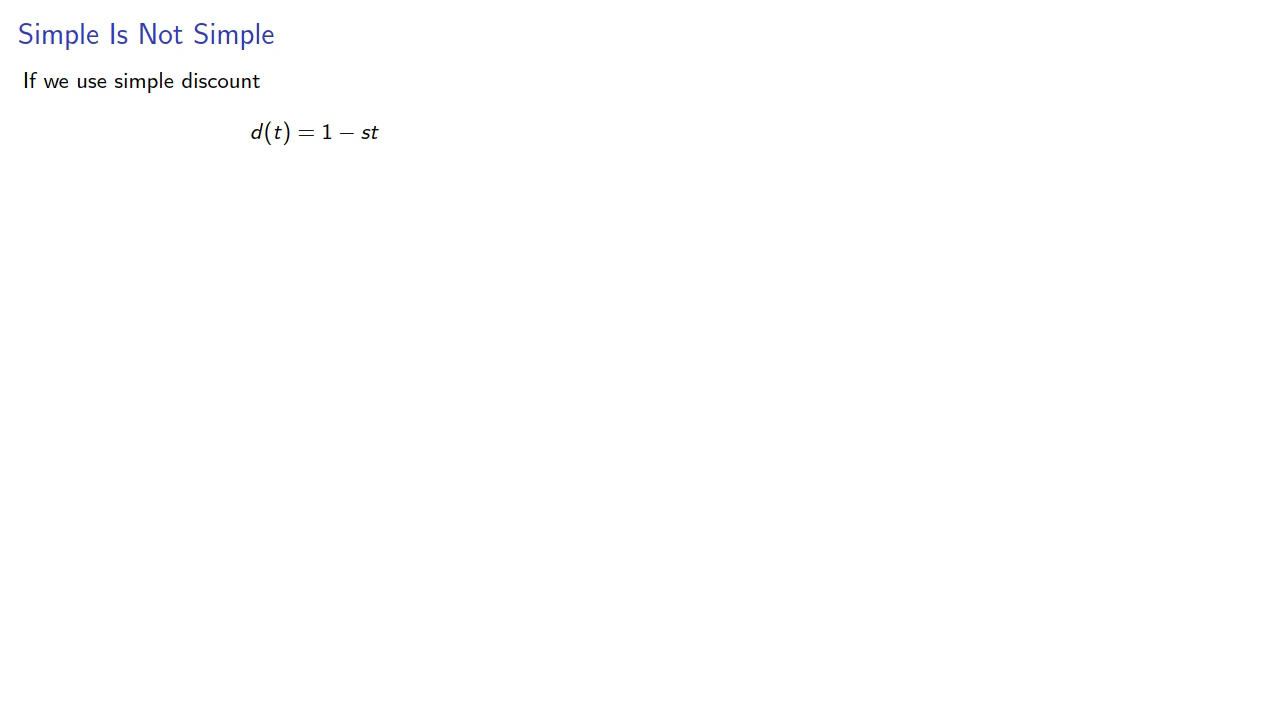 Simple Is Not Simple
If we use simple discount
d(t) = 1 − st